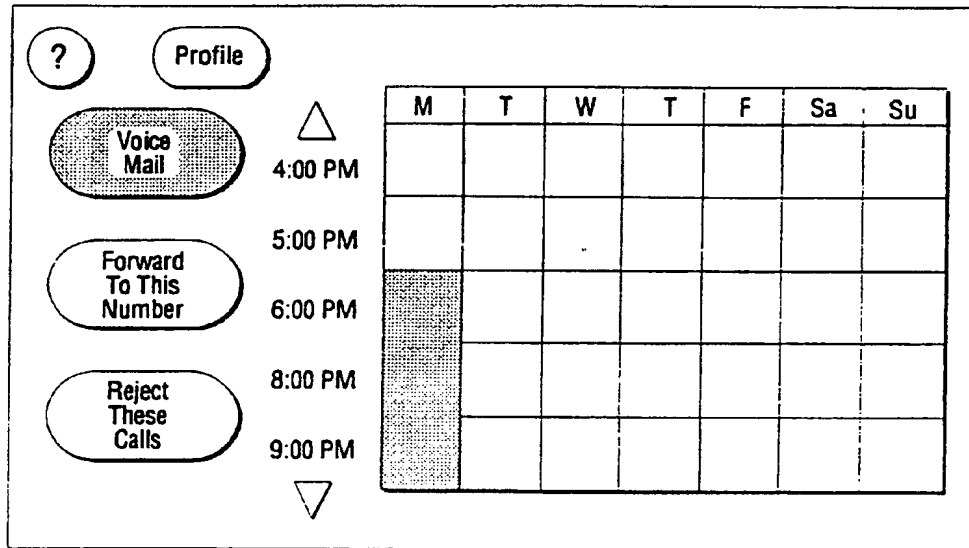 ?
Profile
Voice
Mail
Forward
To This
Number
Reject
These
Calls
4:00 PM
5:00 PM
6:00 PM
8:00 PM
9:00 PM
M T W T F Sa Su